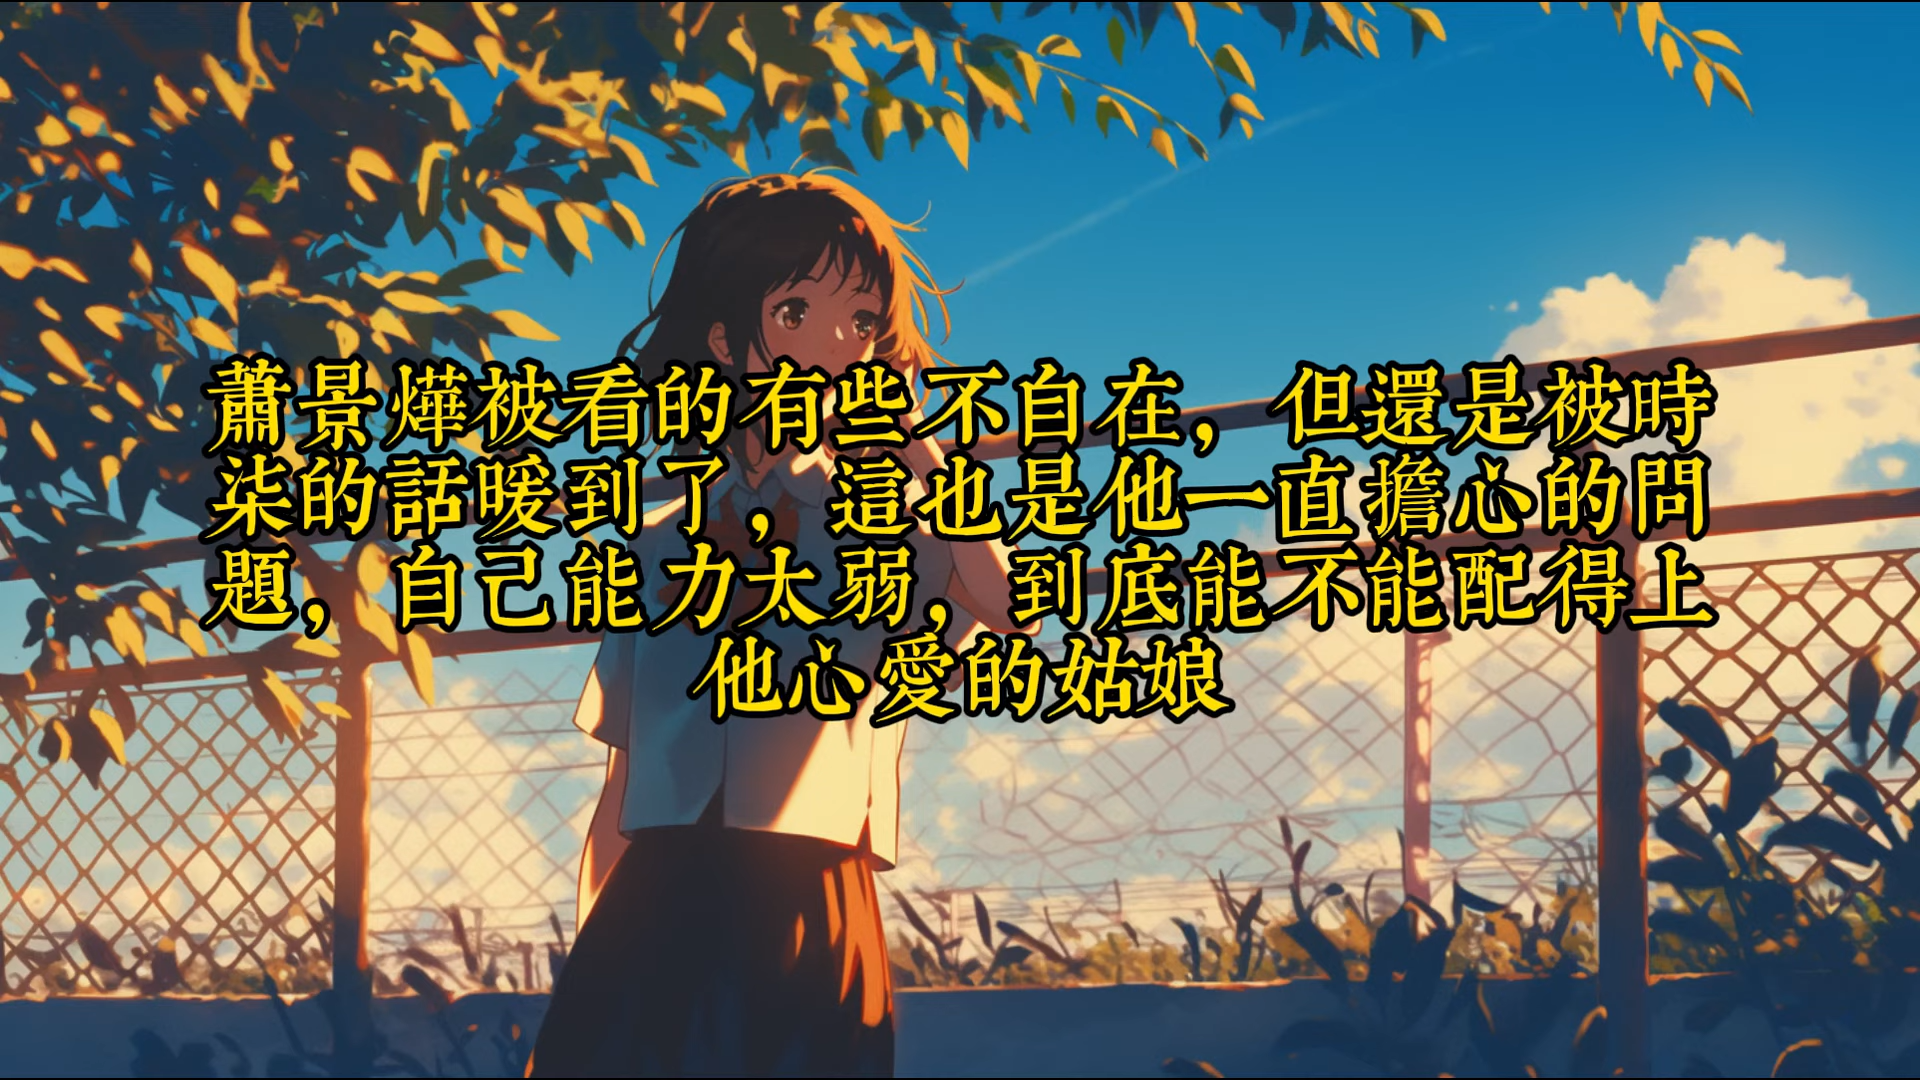 蕭景燁被看的有些不自在，但還是被時
柒的話暖到了，這也是他一直擔心的問
題，自己能力太弱，到底能不能配得上
他心愛的姑娘